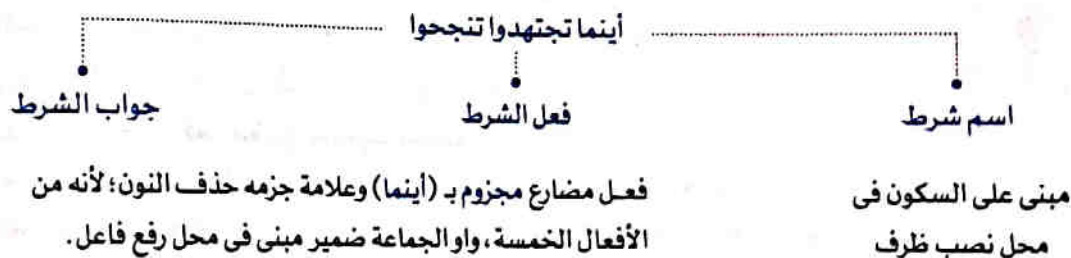 أينما تجتهدوا تنجحوا
اسم شرط
فعل الشرط
جواب الشرط
مبنى على السكون فى
محل نصب ظرف
فعل مضارع مجزوم بـ (أينما) وعلامة جزمه حذف النون؛ لأنه من
الأفعال الخمسة، واو الجماعة ضمير مبنى فى محل رفع فاعل.